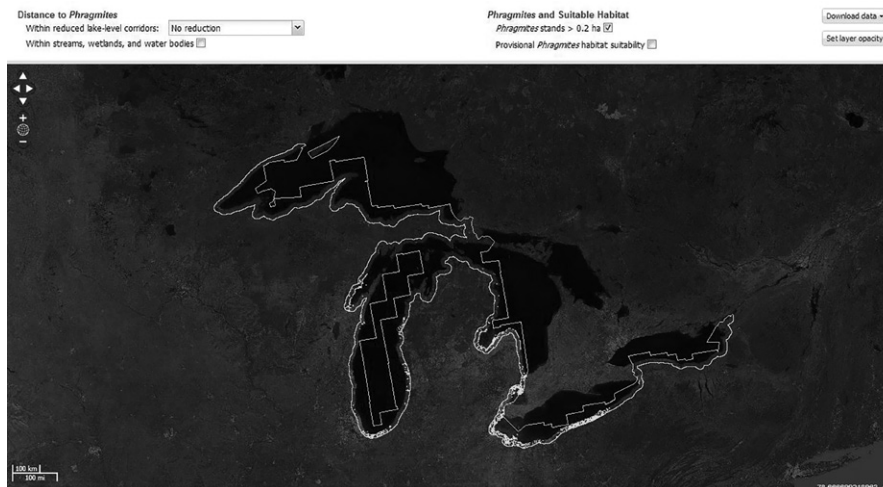 Distance to Phragmites
Within reduced lake-level corridors: No reduction
Within streams, wetlands, and water bodies
Phragmites and Suitable Habitat
Phragmites stands > 0.2 ha
Provisional Phragmites habitat suitability
Download data
Set layer opacity
100 km
100 mi